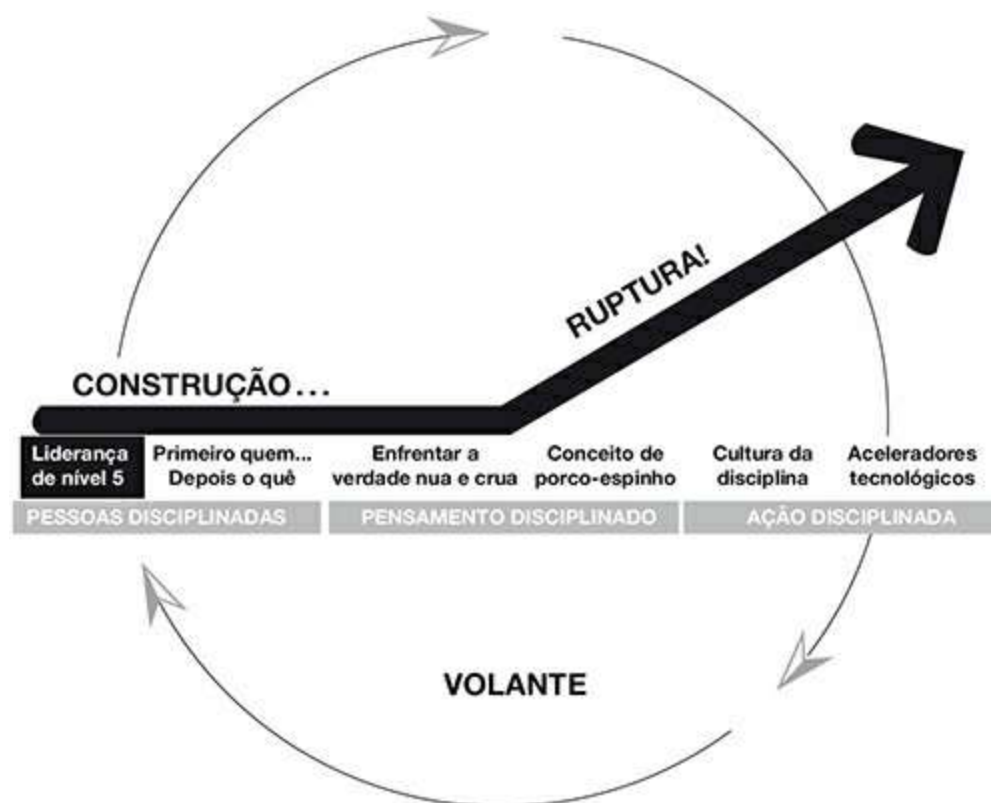 RUPTURA!
CONSTRUÇÃO...
Liderança
de nível 5
Primeiro quem...
Depois o quê
Enfrentar a
verdade nua e crua
Conceito de
porco-espinho
Cultura da
disciplina
Aceleradores
tecnológicos
PESSOAS DISCIPLINADAS
PENSAMENTO DISCIPLINADO
AÇÃO DISCIPLINADA
VOLANTE